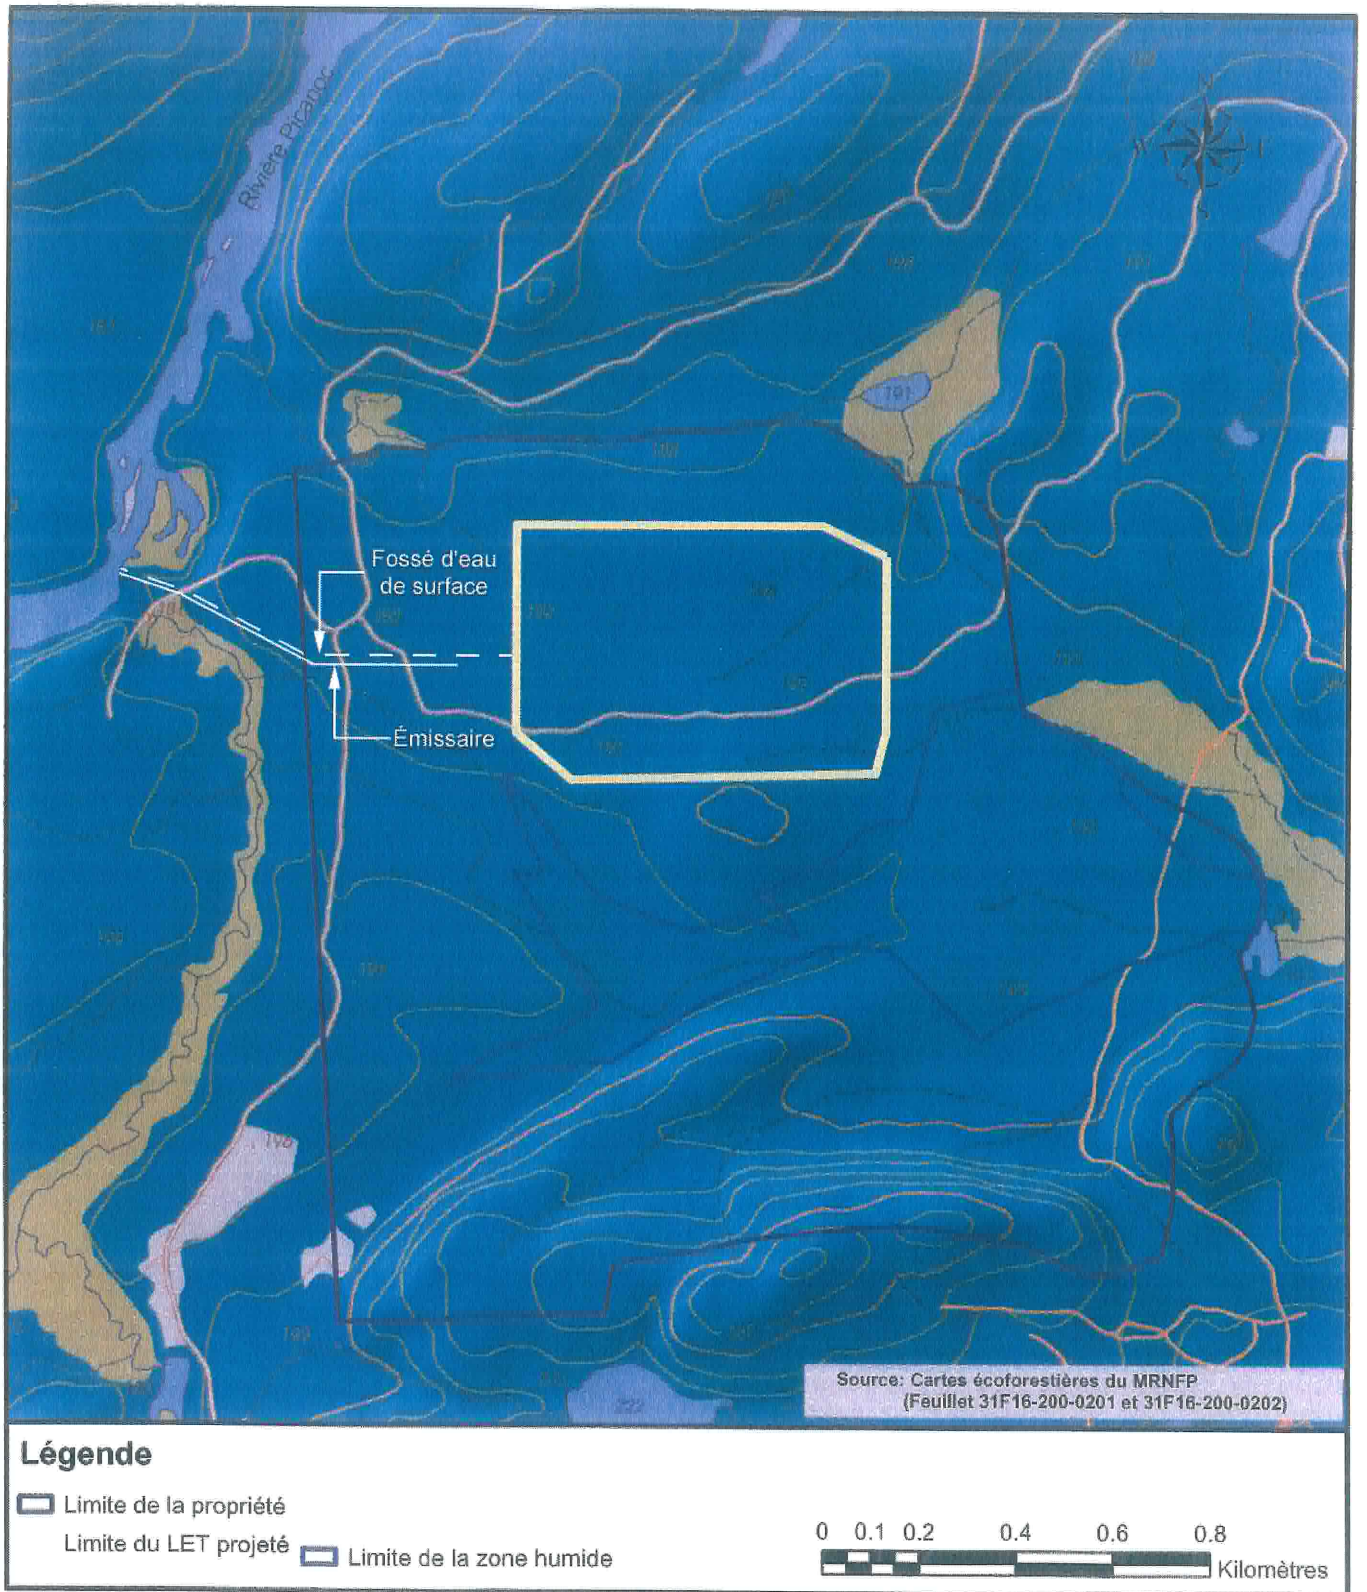 Rivière Picanoc
N
W
Fossé d'eau
de surface
Émissaire
Source: Cartes écoforestières du MRNFP
(Feuillet 31F16-200-0201 et 31F16-200-0202)
Légende
Limite de la propriété
Limite du LET projeté
Limite de la zone humide
0 0.1 0.2 0.4 0.6 0.8
Kilomètres